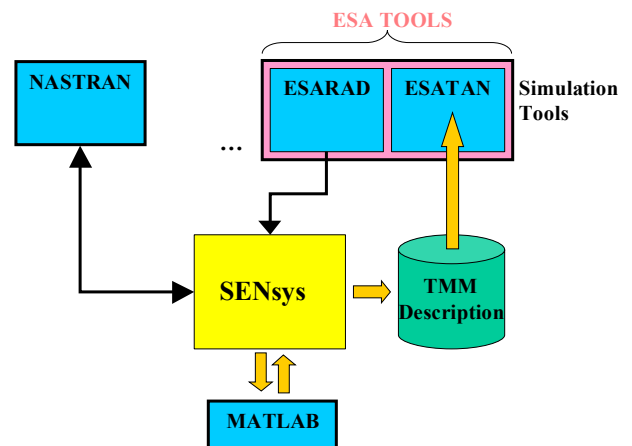 ESA TOOLS
NASTRAN
ESARAD
ESATAN
Simulation
Tools
...
SENsys
TMM
Description
MATLAB